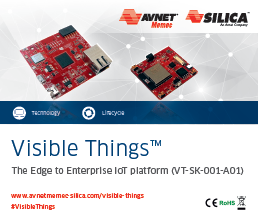 AVNET
Memec
SILICA
An Avnet Company
Technology
Lifecycle
Visible Things™
The Edge to Enterprise IoT platform (VT-SK-001-A01)
www.avnetmemec-silica.com/visible-things
#VisibleThings
CE RoHS